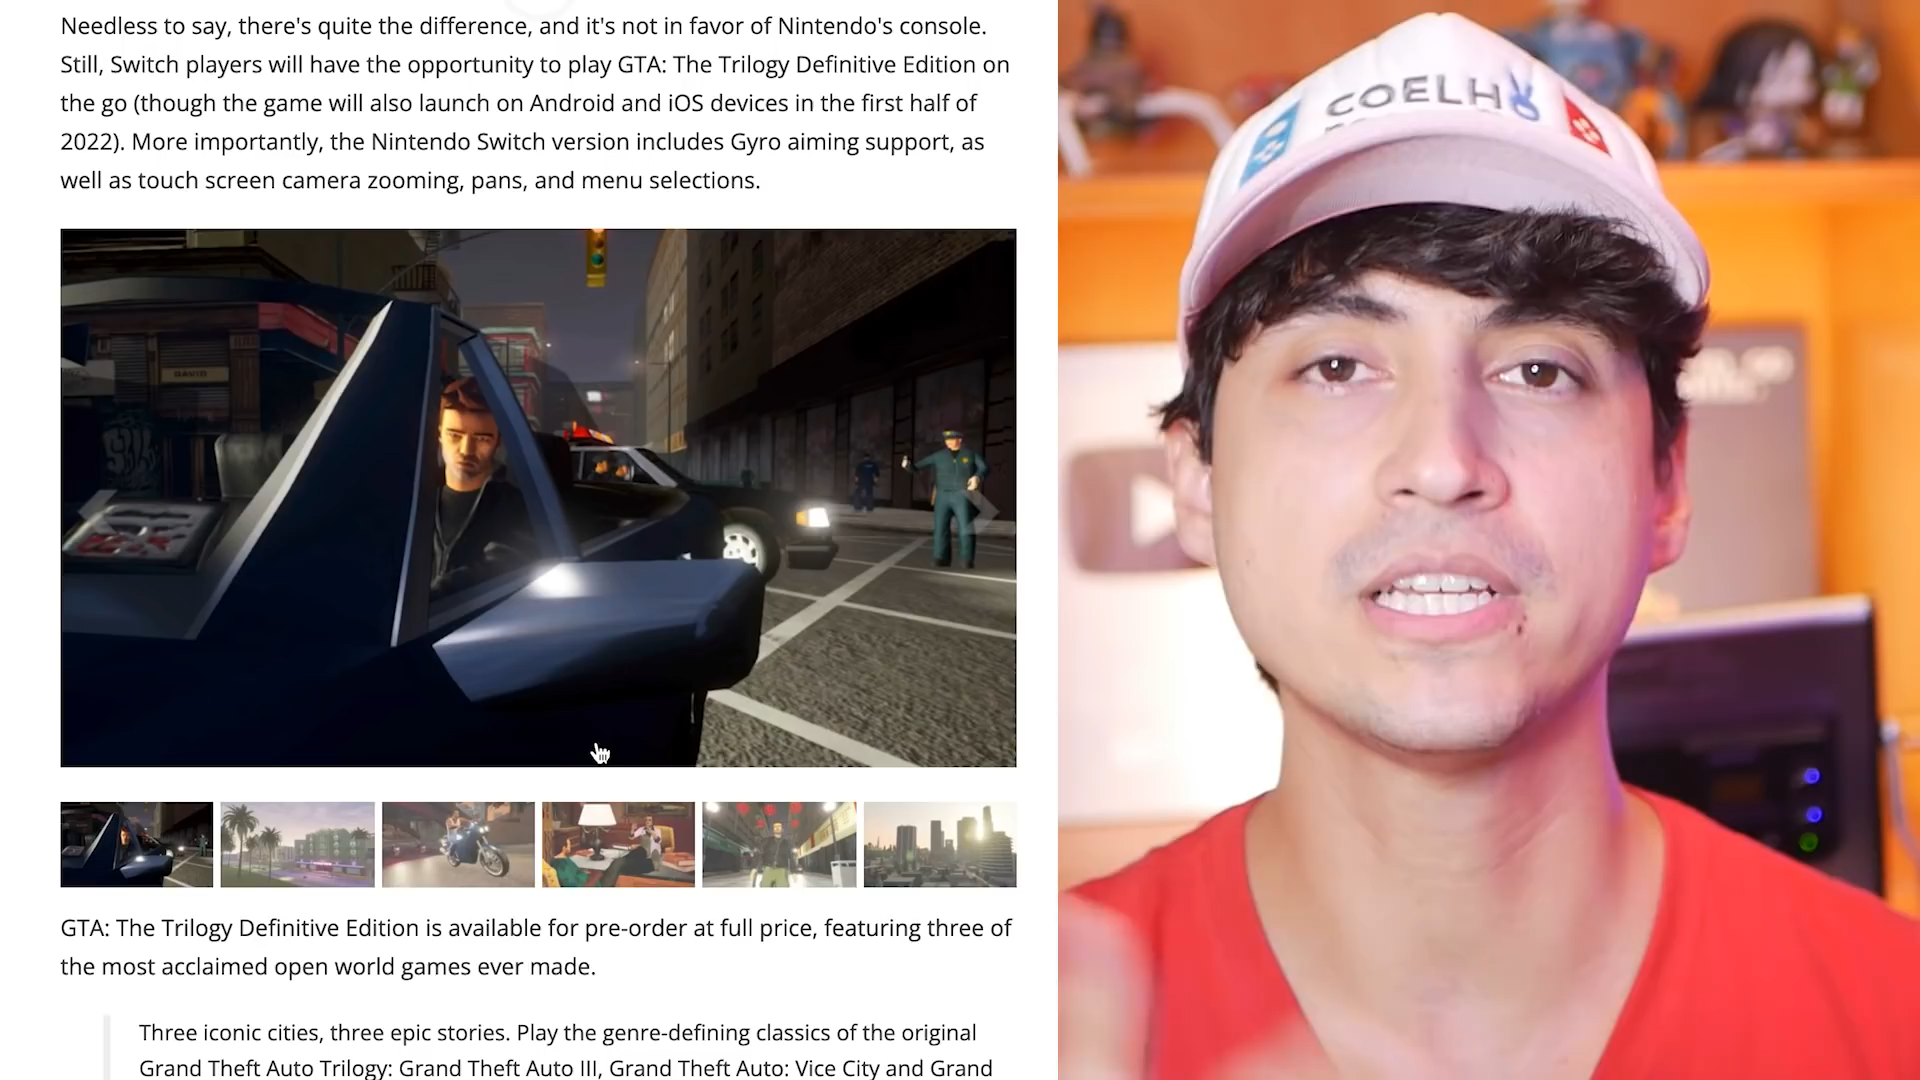 Needless to say, there's quite the difference, and it's not in favor of Nintendo's console.
Still, Switch players will have the opportunity to play GTA: The Trilogy Definitive Edition on
the go (though the game will also launch on Android and iOS devices in the first half of
2022). More importantly, the Nintendo Switch version includes Gyro aiming support, as
well as touch screen camera zooming, pans, and menu selections.
DAVID
COELH
GTA: The Trilogy Definitive Edition is available for pre-order at full price, featuring three of
the most acclaimed open world games ever made.
Three iconic cities, three epic stories. Play the genre-defining classics of the original
Grand Theft Auto Trilogy: Grand Theft Auto III, Grand Theft Auto: Vice City and Grand